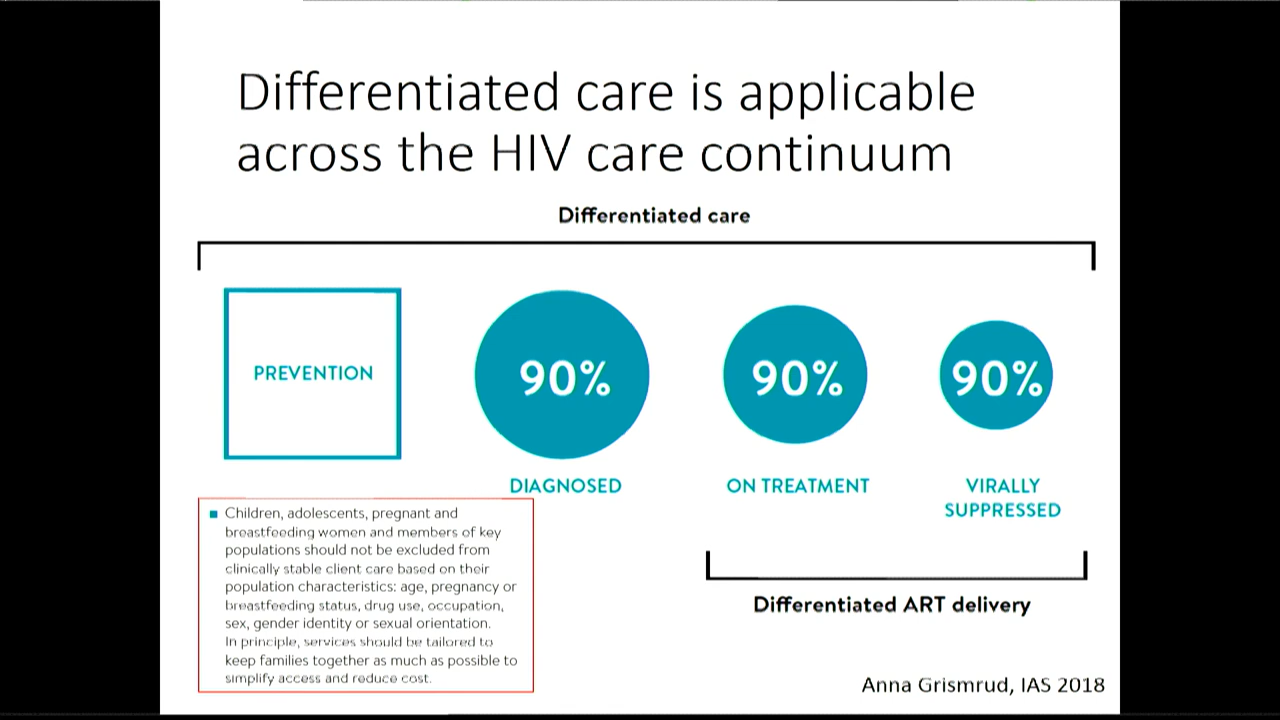 Differentiated care is applicable
across the HIV care continuum
Differentiated care
PREVENTION
90%
90%
90%
DIAGNOSED
ON TREATMENT
VIRALLY
SUPPRESSED
Children, adolescents, pregnant and
breastfeeding women and members of key
populations should not be excluded from
clinically stable client care based on their
population characteristics: age, pregnancy or
breastfeeding status, drug use, occupation,
sex, gender identity or sexual orientation.
In principle, services should be tailored to
keep families together as much as possible to
simplify access and reduce cost.
Differentiated ART delivery
Anna Grismrud, IAS 2018